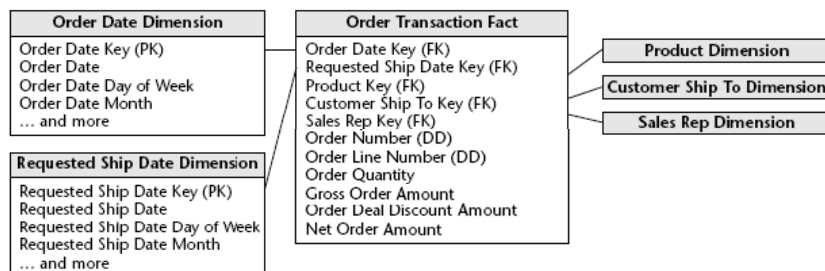 Order Date Dimension
Order Date Key (PK)
Order Date
Order Date Day of Week
Order Date Month
... and more
Requested Ship Date Dimension
Requested Ship Date Key (PK)
Requested Ship Date
Requested Ship Date Day of Week
Requested Ship Date Month
... and more
Order Transaction Fact
Order Date Key (FK)
Requested Ship Date Key (FK)
Product Key (FK)
Customer Ship To Key (FK)
Sales Rep Key (FK)
Order Number (DD)
Order Line Number (DD)
Order Quantity
Gross Order Amount
Order Deal Discount Amount
Net Order Amount
Product Dimension
Customer Ship To Dimension
Sales Rep Dimension